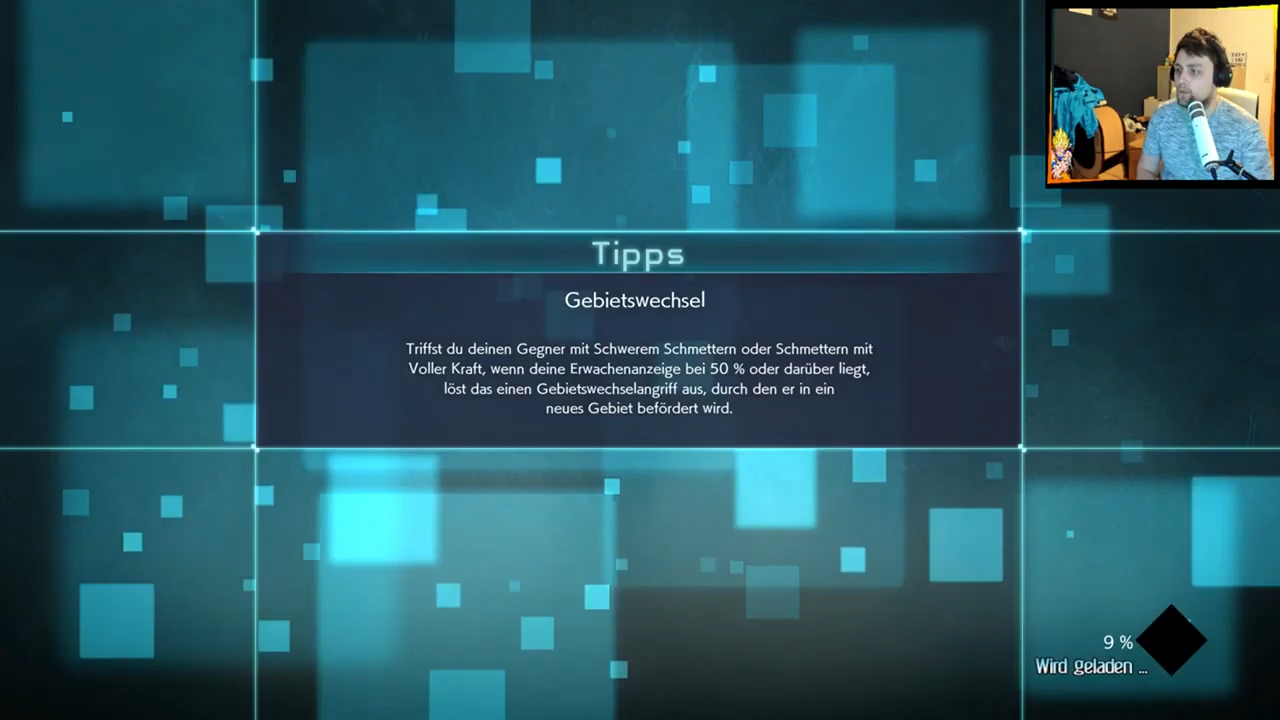 Tipps
Gebietswechsel
Triffst du deinen Gegner mit Schwerem Schmettern oder Schmettern mit
Voller Kraft, wenn deine Erwachenanzeige bei 50 % oder darüber liegt,
löst das einen Gebietswechselangriff aus, durch den er in ein
neues Gebiet befördert wird.
9 %
Wird geladen ...